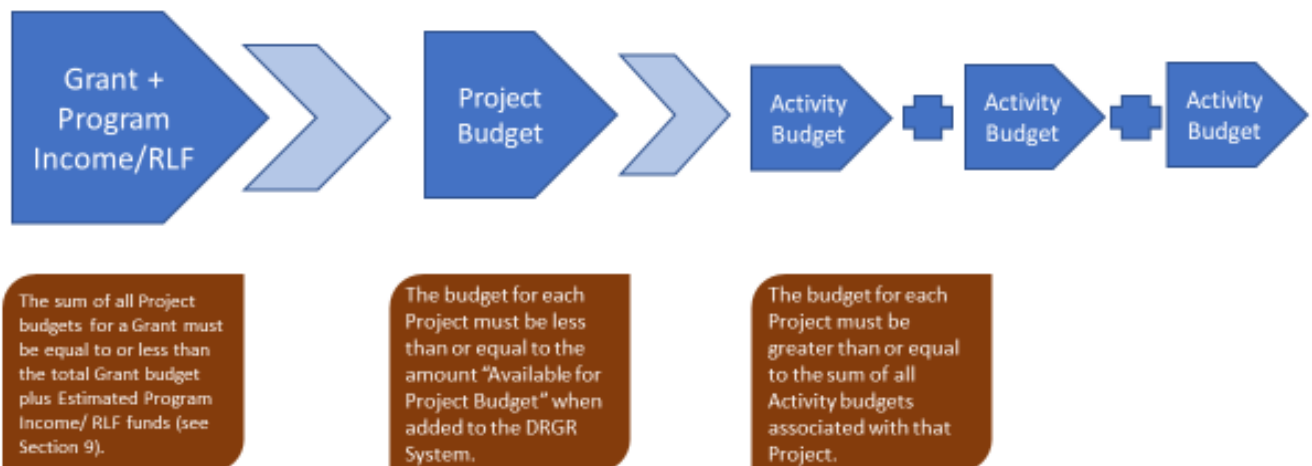 Grant +
Program
Income/RLF
Project
Budget
Activity
Budget
Activity
Budget
Activity
Budget
The sum of all Project
budgets for a Grant must
be equal to or less than
the total Grant budget
plus Estimated Program
Income/ RLF funds (see
Section 9).
The budget for each
Project must be less
than or equal to the
amount “Available for
Project Budget” when
added to the DRGR
System.
The budget for each
Project must be
greater than or equal
to the sum of all
Activity budgets
associated with that
Project.